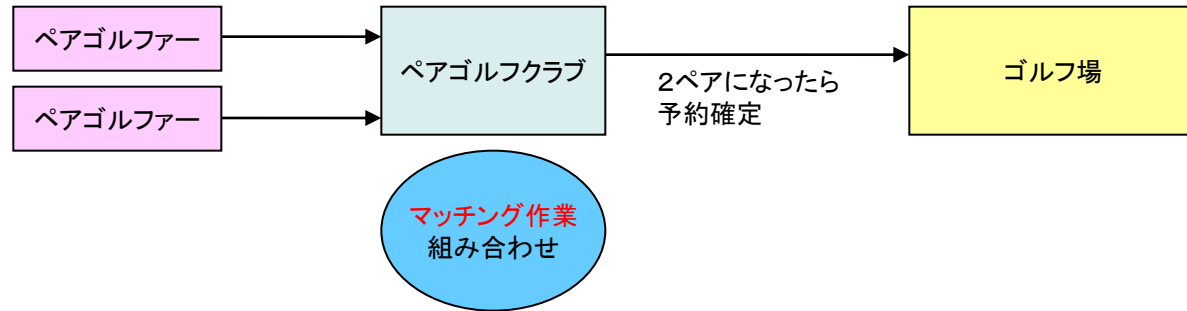 ペアゴルファー
ペアゴルファー
ペアゴルフクラブ
2ペアになったら
予約確定
ゴルフ場
マッチング作業
組み合わせ